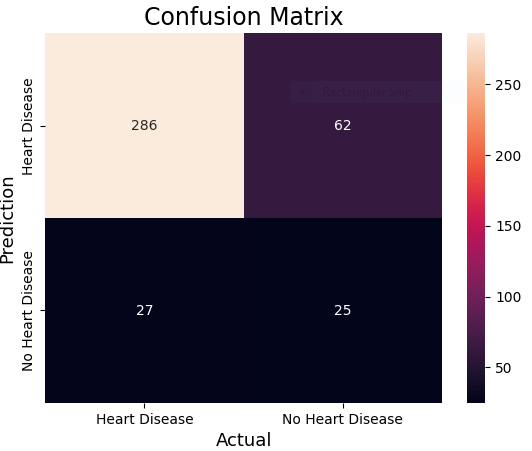 Confusion Matrix
Heart Disease
286
62
250
200
150
100
50
Prediction
No Heart Disease
27
25
Heart Disease
No Heart Disease
Actual